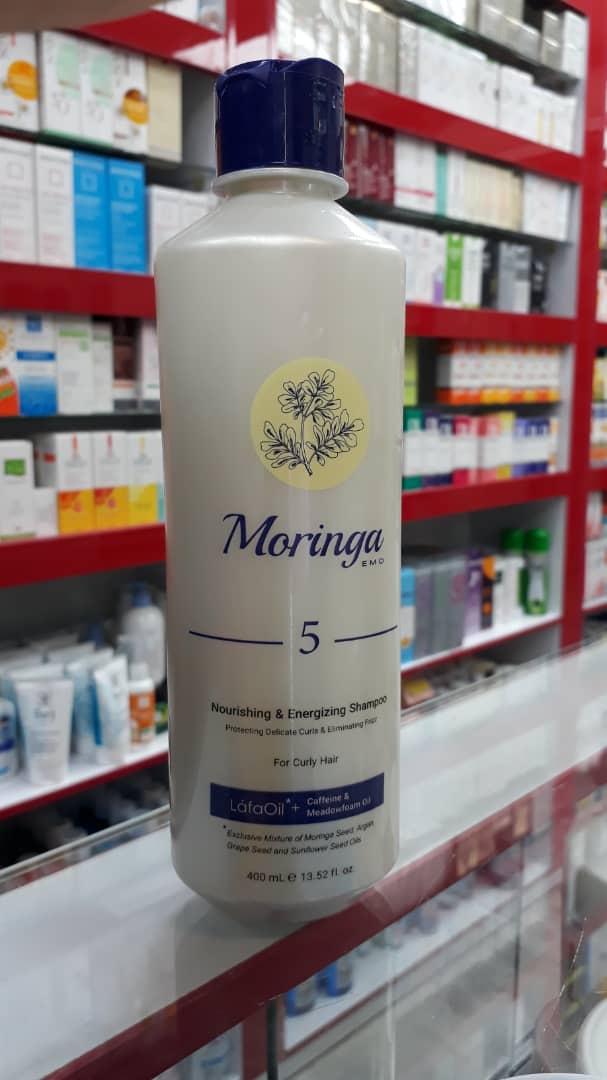 Moringa
EMO
5
Nourishing & Energizing Shampoo
Protecting Delicate Curls & Eliminating Frizz
For Curly Hair
LáfaOil*+ Caffeine &
Meadowfoam Oil
*Exclusive Mixture of Moringa Seed, Argan,
Grape Seed and Sunflower Seed Oils
400 mL ℮ 13.52 fl. oz.